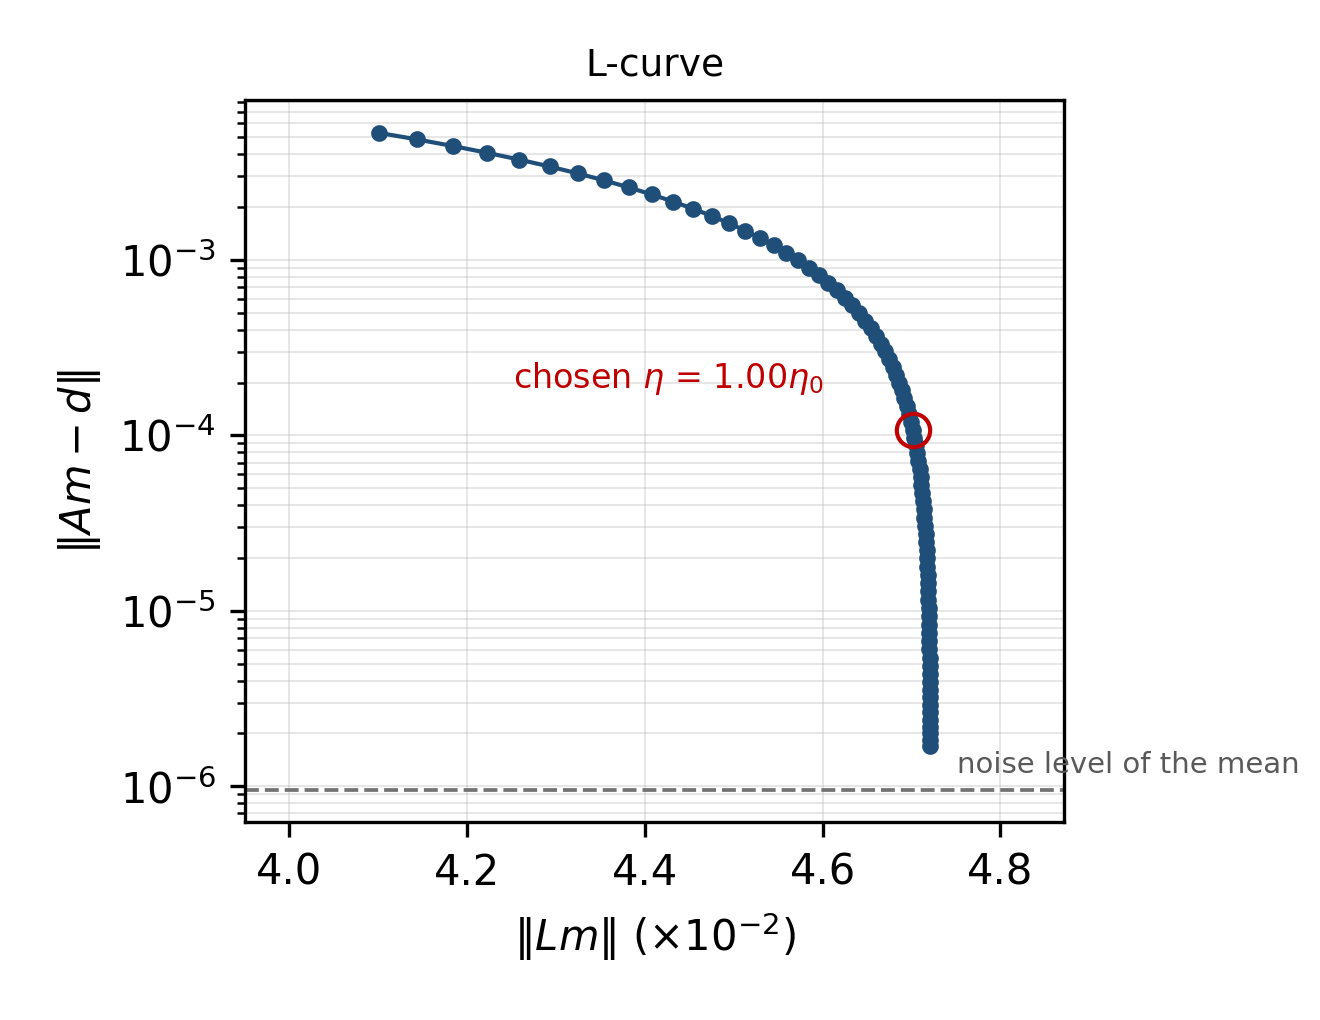 L-curve
10⁻³
10⁻⁴
10⁻⁵
10⁻⁶
‖Am − d‖
chosen η = 1.00η₀
noise level of the mean
4.0 4.2 4.4 4.6 4.8
‖Lm‖ (×10⁻²)